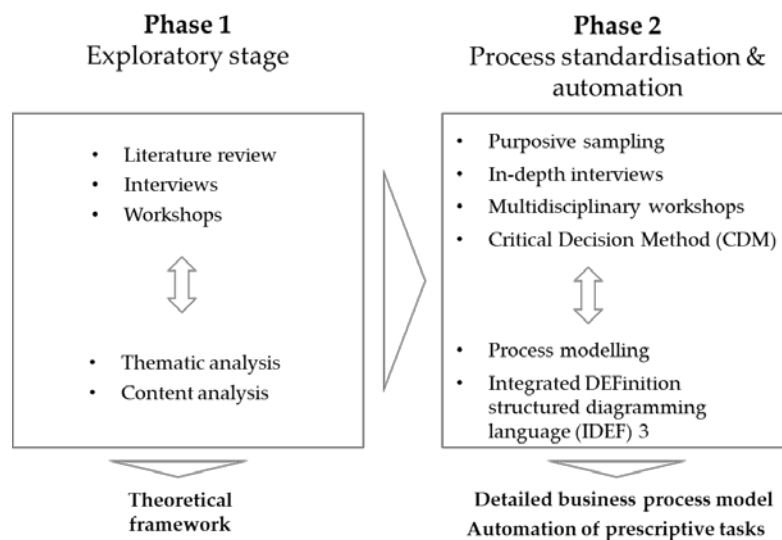 Phase 1
Exploratory stage
• Literature review
• Interviews
• Workshops
• Thematic analysis
• Content analysis
Theoretical
framework
Phase 2
Process standardisation &
automation
• Purposive sampling
• In-depth interviews
• Multidisciplinary workshops
• Critical Decision Method (CDM)
• Process modelling
• Integrated DEFinition
structured diagramming
language (IDEF) 3
Detailed business process model
Automation of prescriptive tasks